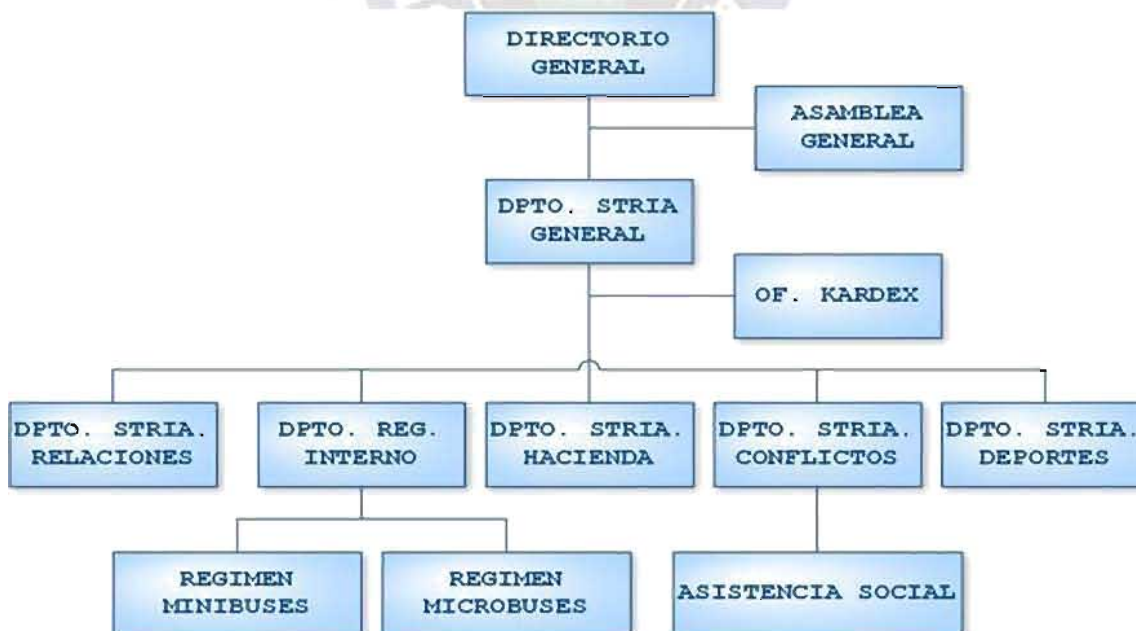 DIRECTORIO
GENERAL
ASAMBLEA
GENERAL
DPTO. STRIA
GENERAL
OF. KARDEX
DPTO. STRIA.
RELACIONES
DPTO. REG.
INTERNO
DPTO. STRIA.
HACIENDA
DPTO. STRIA.
CONFLICTOS
DPTO. STRIA.
DEPORTES
REGIMEN
MINIBUSES
REGIMEN
MICROBUSES
ASISTENCIA SOCIAL